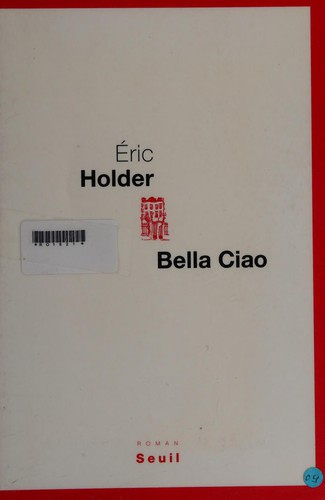 Éric
Holder
Bella Ciao
ROMAN
Seuil